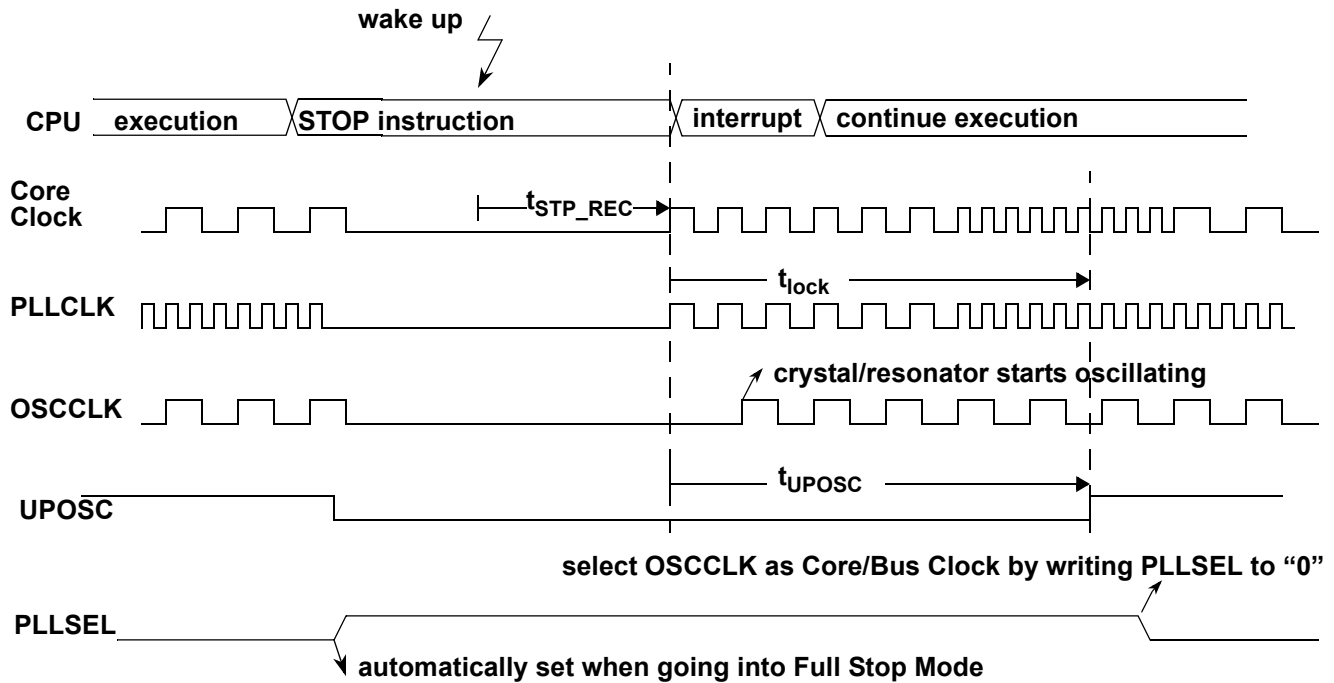 wake up
CPU execution STOP instruction interrupt continue execution
Core
Clock
tSTP_REC
tlock
PLLCLK
crystal/resonator starts oscillating
OSCCLK
tUPOSC
UPOSC
select OSCCLK as Core/Bus Clock by writing PLLSEL to “0”
PLLSEL
automatically set when going into Full Stop Mode